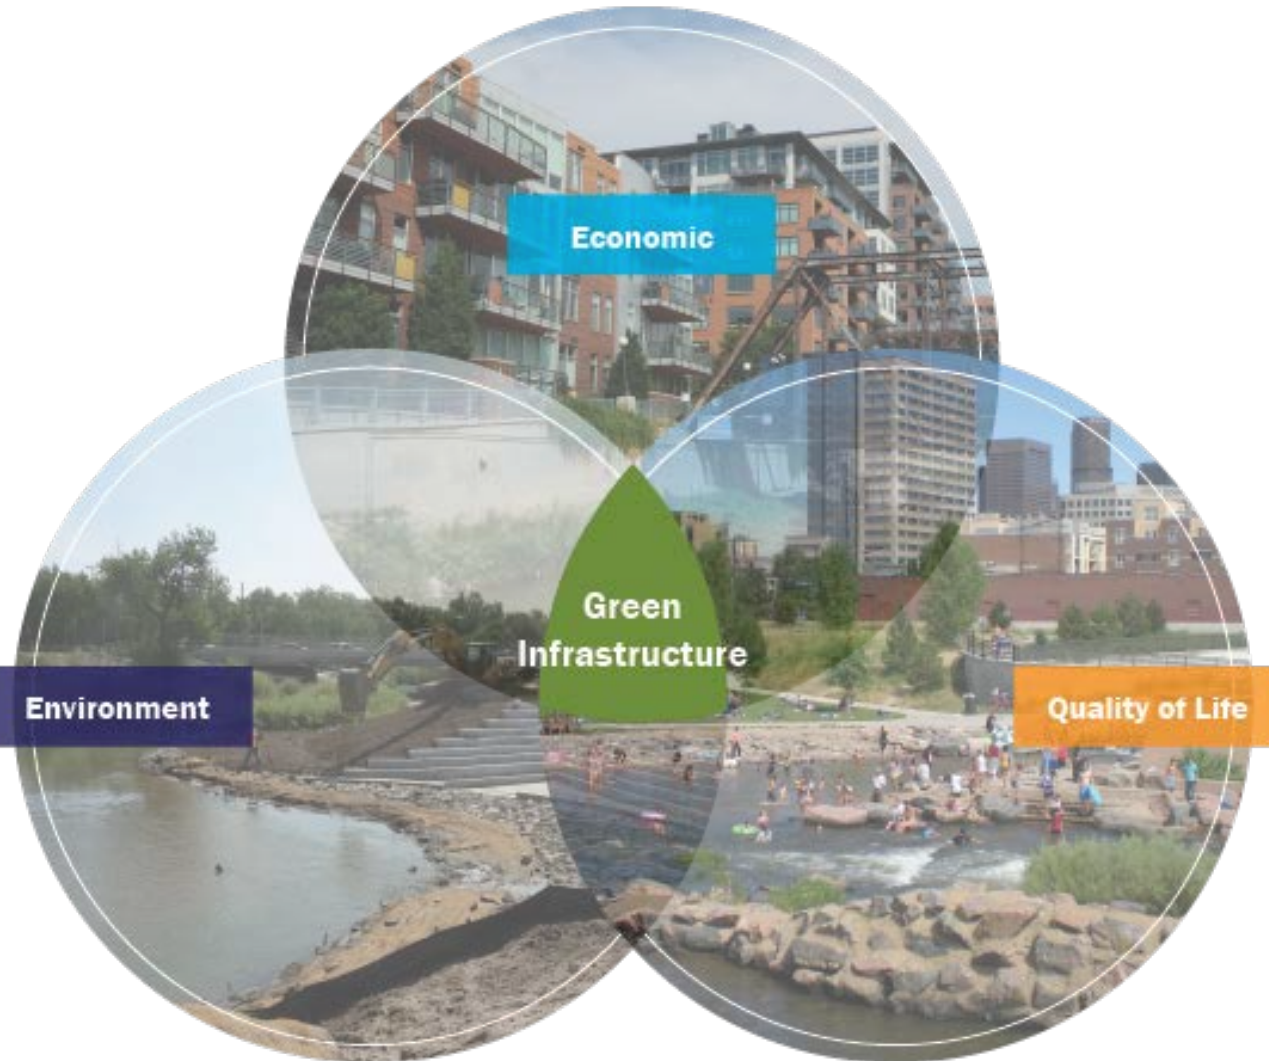 Economic
Green
Infrastructure
Environment
Quality of Life